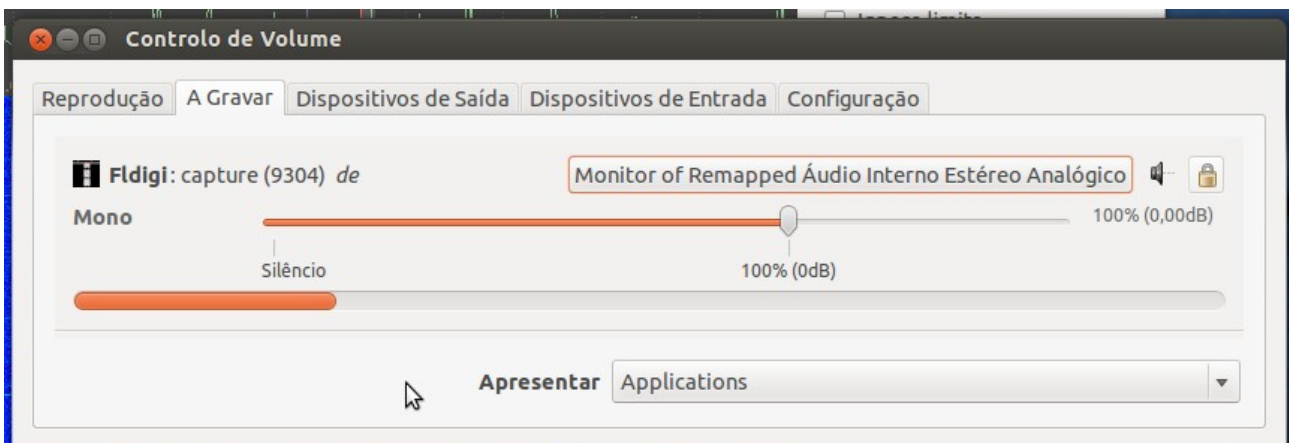 Controlo de Volume
Reprodução A Gravar Dispositivos de Saída Dispositivos de Entrada Configuração
Fldigi: capture (9304) de Monitor of Remapped Áudio Interno Estéreo Analógico
Mono 100% (0,00dB)
Silêncio 100% (0dB)
Apresentar Applications